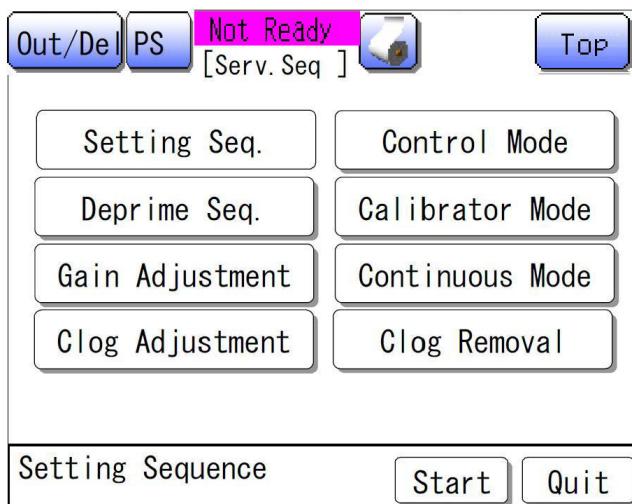 Out/Del PS Not Ready Top
[Serv.Seq ]
Setting Seq. Control Mode
Deprime Seq. Calibrator Mode
Gain Adjustment Continuous Mode
Clog Adjustment Clog Removal
Setting Sequence Start Quit